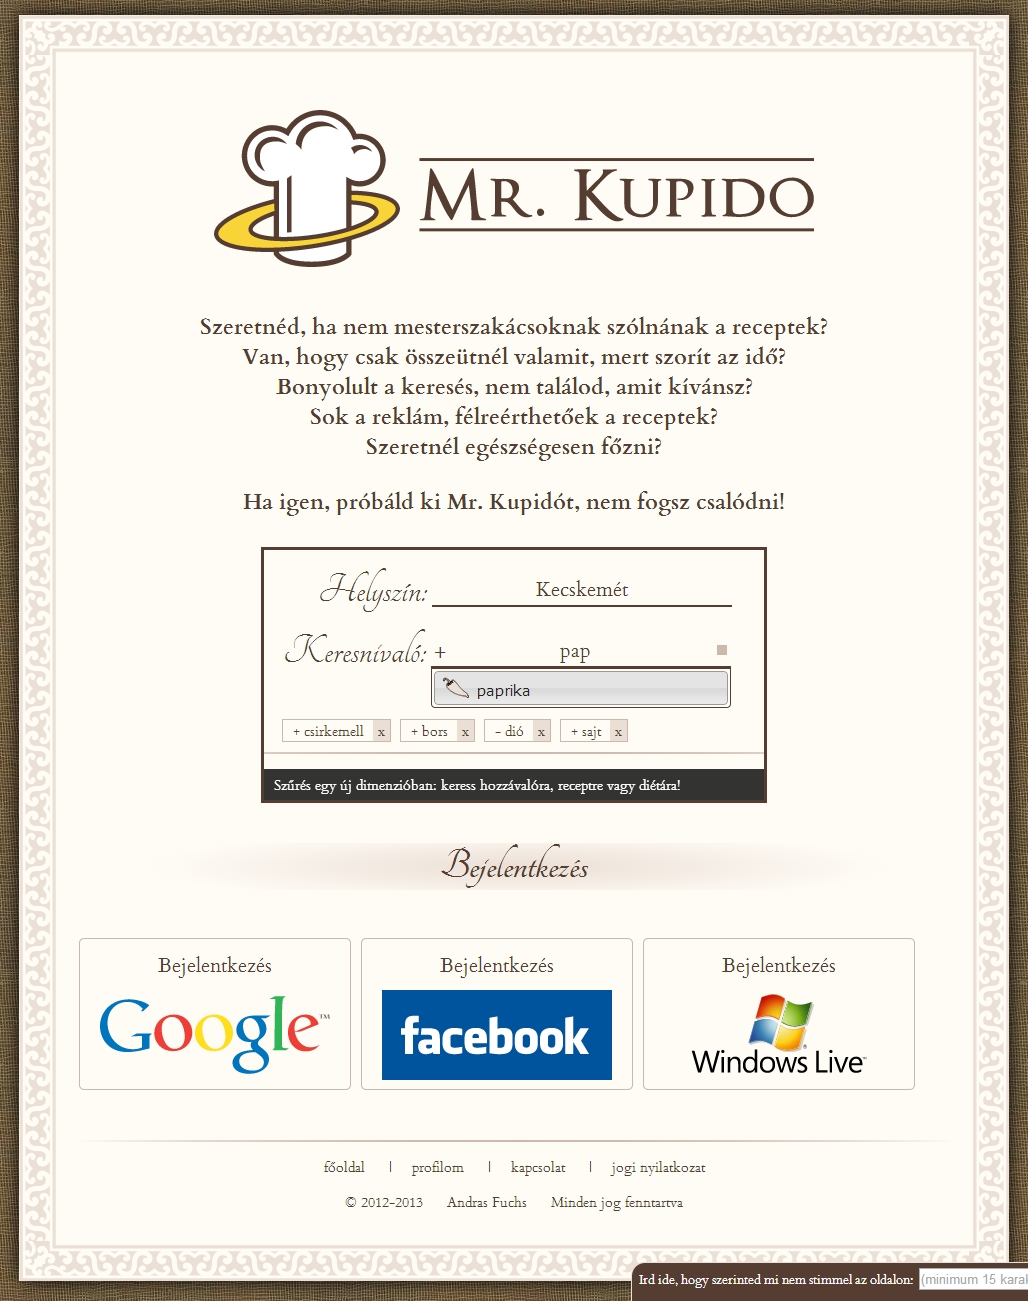 Mr. Kupido
Szeretnéd, ha nem mesterszakácsoknak szólnának a receptek?
Van, hogy csak összeütnél valamit, mert szorít az idő?
Bonyolult a keresés, nem találod, amit kívánsz?
Sok a reklám, félreérthetőek a receptek?
Szeretnél egészségesen főzni?
Ha igen, próbáld ki Mr. Kupidót, nem fogsz csalódni!
Helyszín: Kecskemét
Keresnivaló: + pap
paprika
+ csirkemell x + bors x - dió x + sajt x
Szűrés egy új dimenzióban: keress hozzávalóra, receptre vagy diétára!
Bejelentkezés
Bejelentkezés Bejelentkezés Bejelentkezés
Google™ facebook Windows Live™
főoldal | profilom | kapcsolat | jogi nyilatkozat
© 2012-2013 Andras Fuchs Minden jog fenntartva
Ird ide, hogy szerinted mi nem stimmel az oldalon: (minimum 15 karal